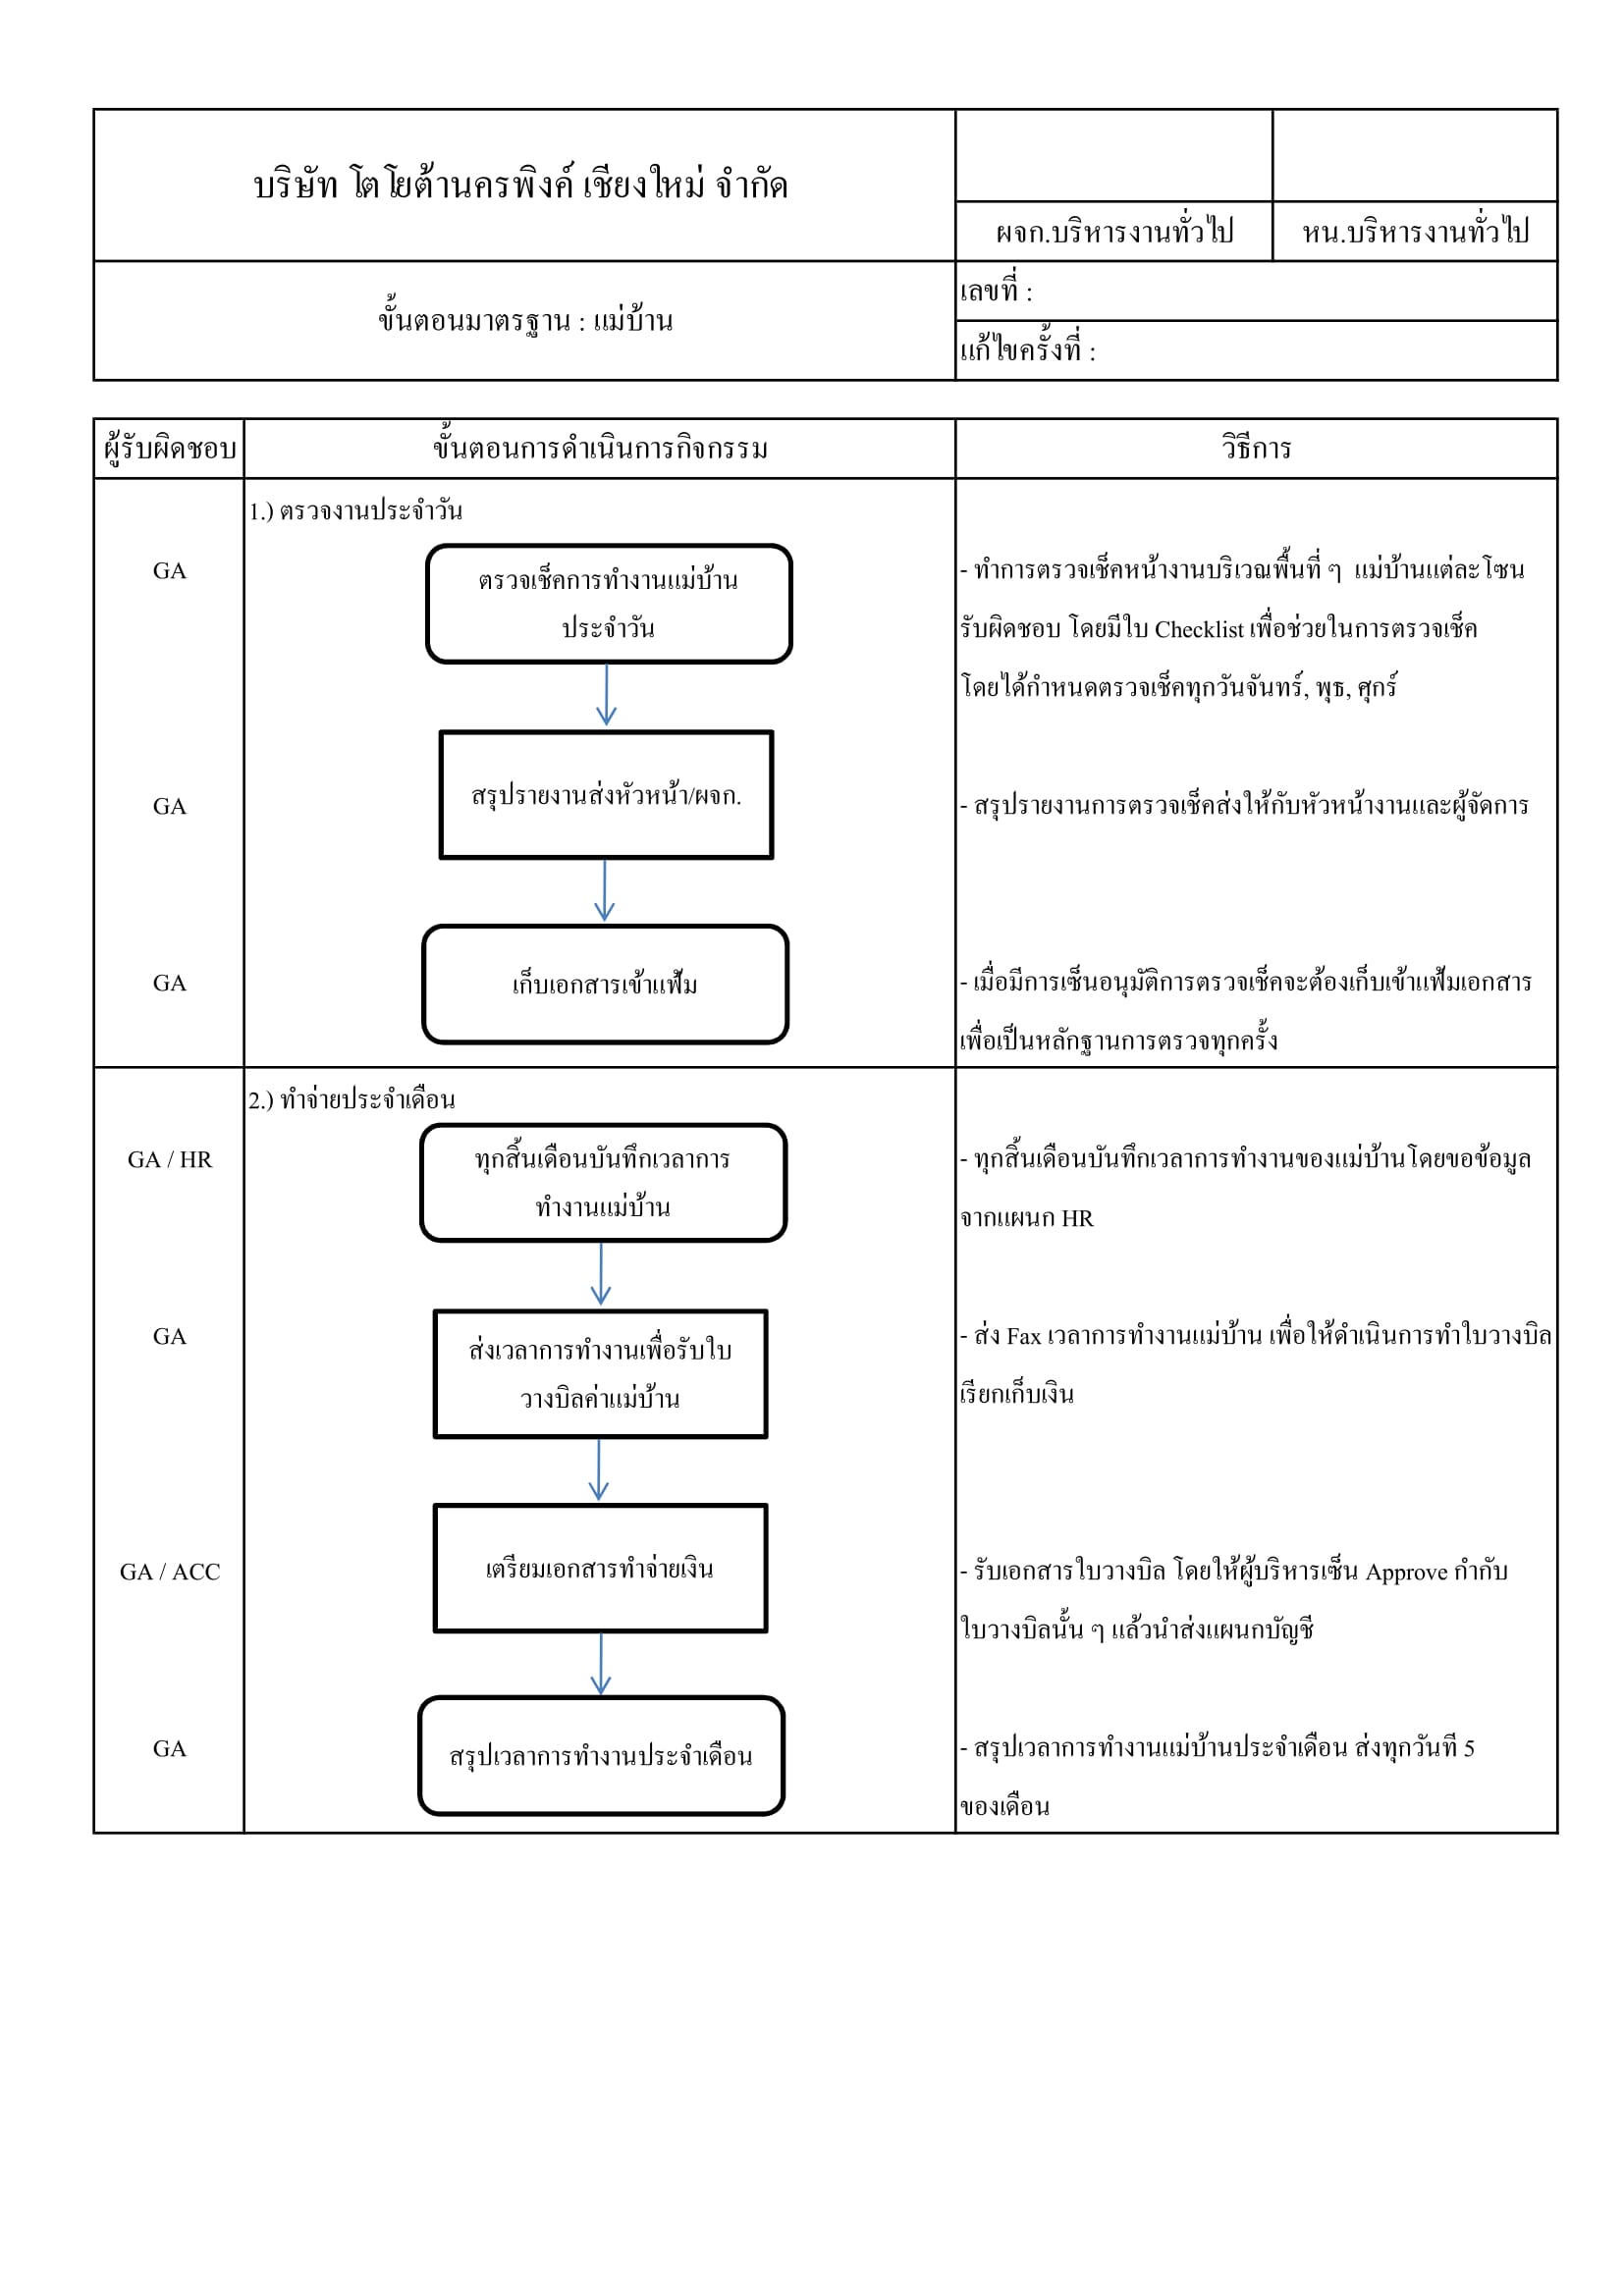 บริษัท โตโยต้านครพิงค์ เชียงใหม่ จำกัด
ผจก.บริหารงานทั่วไป
หน.บริหารงานทั่วไป
ขั้นตอนมาตรฐาน : แม่บ้าน
เลขที่ :
แก้ไขครั้งที่ :
ผู้รับผิดชอบ
ขั้นตอนการดำเนินการกิจกรรม
วิธีการ
1.) ตรวจงานประจำวัน
GA
ตรวจเช็คการทำงานแม่บ้าน
ประจำวัน
- ทำการตรวจเช็คหน้างานบริเวณพื้นที่ ๆ แม่บ้านแต่ละโซน
รับผิดชอบ โดยมีใบ Checklist เพื่อช่วยในการตรวจเช็ค
โดยได้กำหนดตรวจเช็คทุกวันจันทร์, พุธ, ศุกร์
GA
สรุปรายงานส่งหัวหน้า/ผจก.
- สรุปรายงานการตรวจเช็คส่งให้กับหัวหน้างานและผู้จัดการ
GA
เก็บเอกสารเข้าแฟ้ม
- เมื่อมีการเซ็นอนุมัติการตรวจเช็คจะต้องเก็บเข้าแฟ้มเอกสาร
เพื่อเป็นหลักฐานการตรวจทุกครั้ง
2.) ทำจ่ายประจำเดือน
GA / HR
ทุกสิ้นเดือนบันทึกเวลาการ
ทำงานแม่บ้าน
- ทุกสิ้นเดือนบันทึกเวลาการทำงานของแม่บ้านโดยขอข้อมูล
จากแผนก HR
GA
ส่งเวลาการทำงานเพื่อรับใบ
วางบิลค่าแม่บ้าน
- ส่ง Fax เวลาการทำงานแม่บ้าน เพื่อให้ดำเนินการทำใบวางบิล
เรียกเก็บเงิน
GA / ACC
เตรียมเอกสารทำจ่ายเงิน
- รับเอกสารใบวางบิล โดยให้ผู้บริหารเซ็น Approve กำกับ
ใบวางบิลนั้น ๆ แล้วนำส่งแผนกบัญชี
GA
สรุปเวลาการทำงานประจำเดือน
- สรุปเวลาการทำงานแม่บ้านประจำเดือน ส่งทุกวันที 5
ของเดือน